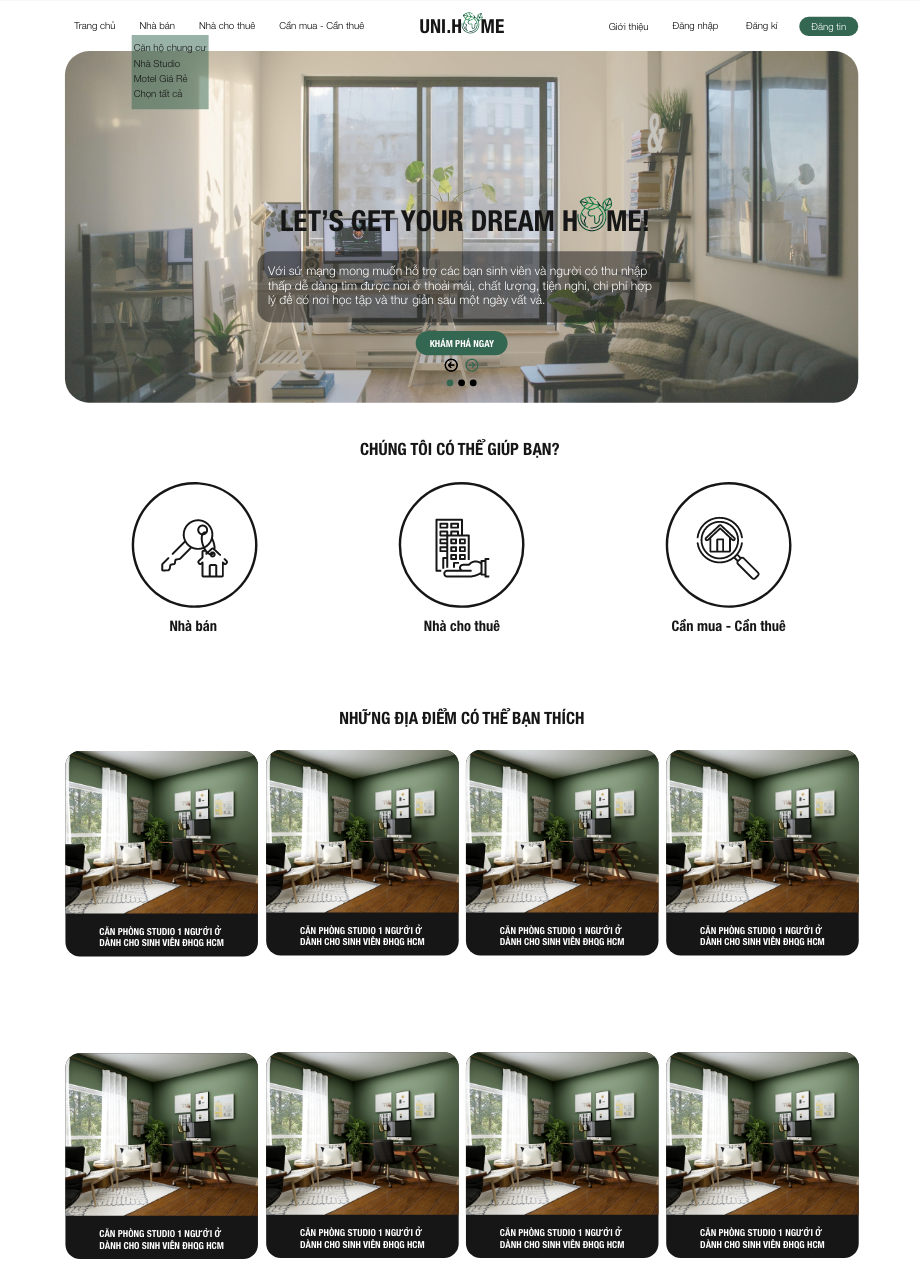 Trang chủ
Nhà bán
Nhà cho thuê
Cần mua - Cần thuê
UNI.HOME
Giới thiệu
Đăng nhập
Đăng kí
Đăng tin
Căn hộ chung cư
Nhà Studio
Motel Giá Rẻ
Chọn tất cả
&
LET'S GET YOUR DREAM HOME!
Với sứ mạng mong muốn hỗ trợ các bạn sinh viên và người có thu nhập
thấp dễ dàng tìm được nơi ở thoải mái, chất lượng, tiện nghi, chi phí hợp
lý để có nơi học tập và thư giản sau một ngày vất vả.
KHÁM PHÁ NGAY
CHÚNG TÔI CÓ THỂ GIÚP BẠN?
Nhà bán
Nhà cho thuê
Cần mua - Cần thuê
NHỮNG ĐỊA ĐIỂM CÓ THỂ BẠN THÍCH
CĂN PHÒNG STUDIO 1 NGƯỜI Ở
DÀNH CHO SINH VIÊN ĐHQG HCM
CĂN PHÒNG STUDIO 1 NGƯỜI Ở
DÀNH CHO SINH VIÊN ĐHQG HCM
CĂN PHÒNG STUDIO 1 NGƯỜI Ở
DÀNH CHO SINH VIÊN ĐHQG HCM
CĂN PHÒNG STUDIO 1 NGƯỜI Ở
DÀNH CHO SINH VIÊN ĐHQG HCM
CĂN PHÒNG STUDIO 1 NGƯỜI Ở
DÀNH CHO SINH VIÊN ĐHQG HCM
CĂN PHÒNG STUDIO 1 NGƯỜI Ở
DÀNH CHO SINH VIÊN ĐHQG HCM
CĂN PHÒNG STUDIO 1 NGƯỜI Ở
DÀNH CHO SINH VIÊN ĐHQG HCM
CĂN PHÒNG STUDIO 1 NGƯỜI Ở
DÀNH CHO SINH VIÊN ĐHQG HCM